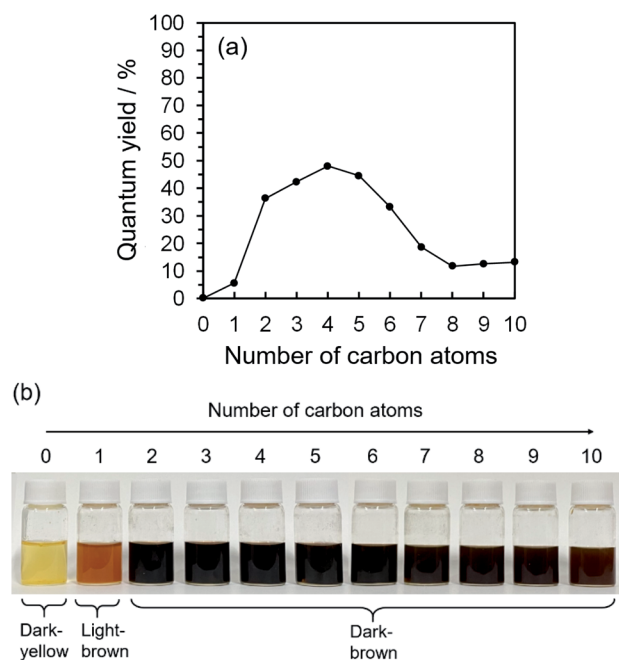 (a)
Quantum yield / %
100
90
80
70
60
50
40
30
20
10
0
0 1 2 3 4 5 6 7 8 9 10
Number of carbon atoms
(b)
Number of carbon atoms
0 1 2 3 4 5 6 7 8 9 10
Dark-
yellow
Light-
brown
Dark-
brown